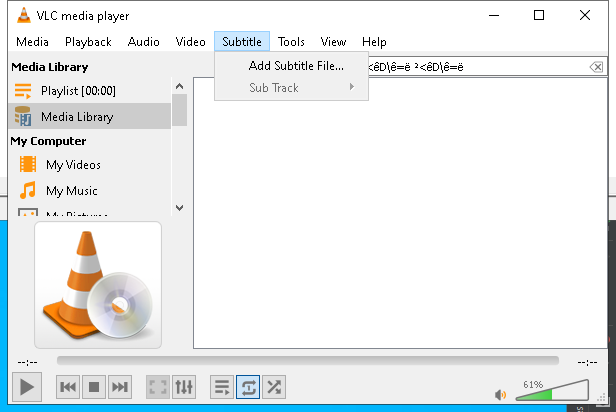 VLC media player
Media Playback Audio Video Subtitle Tools View Help
Add Subtitle File...
Sub Track
<êD\ê=ë ²<êD\ê=ë
Media Library
Playlist [00:00]
Media Library
My Computer
My Videos
My Music
My Pictures
--:-- --:--
61%